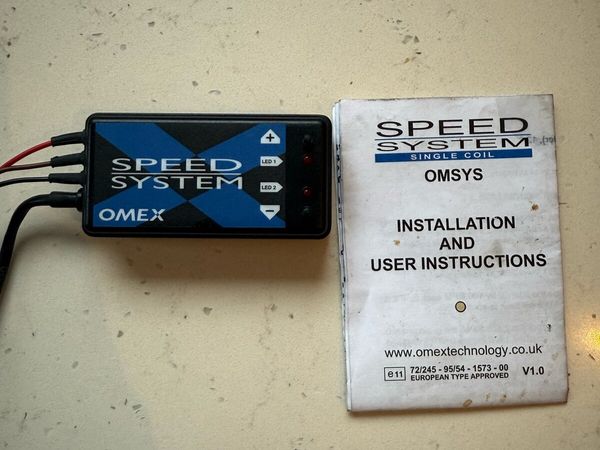 +
LED 1
SPEED
SYSTEM
LED 2
OMEX
−
SPEED
SYSTEM
SINGLE COIL
OMSYS
INSTALLATION
AND
USER INSTRUCTIONS
www.omextechnology.co.uk
e11 72/245 - 95/54 - 1573 - 00
EUROPEAN TYPE APPROVED V1.0